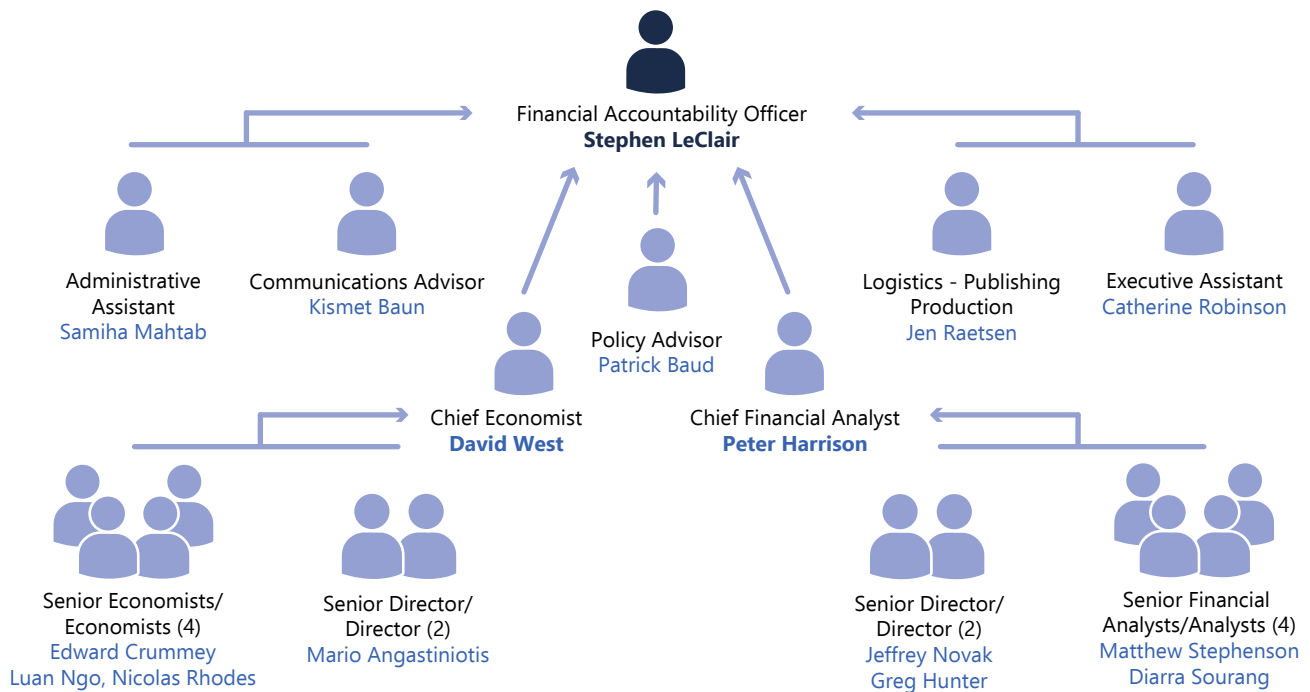 Financial Accountability Officer
Stephen LeClair
Administrative
Assistant
Samiha Mahtab
Communications Advisor
Kismet Baun
Policy Advisor
Patrick Baud
Logistics - Publishing
Production
Jen Raetsen
Executive Assistant
Catherine Robinson
Chief Economist
David West
Chief Financial Analyst
Peter Harrison
Senior Economists/
Economists (4)
Edward Crummey
Luan Ngo, Nicolas Rhodes
Senior Director/
Director (2)
Mario Angastiniotis
Senior Director/
Director (2)
Jeffrey Novak
Greg Hunter
Senior Financial
Analysts/Analysts (4)
Matthew Stephenson
Diarra Sourang